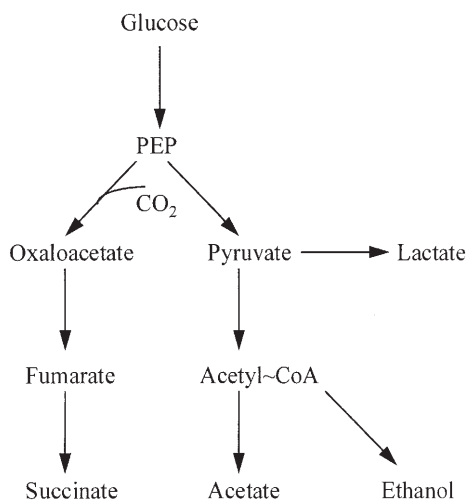 Glucose
PEP
CO₂
Oxaloacetate Pyruvate Lactate
Fumarate Acetyl~CoA
Succinate Acetate Ethanol